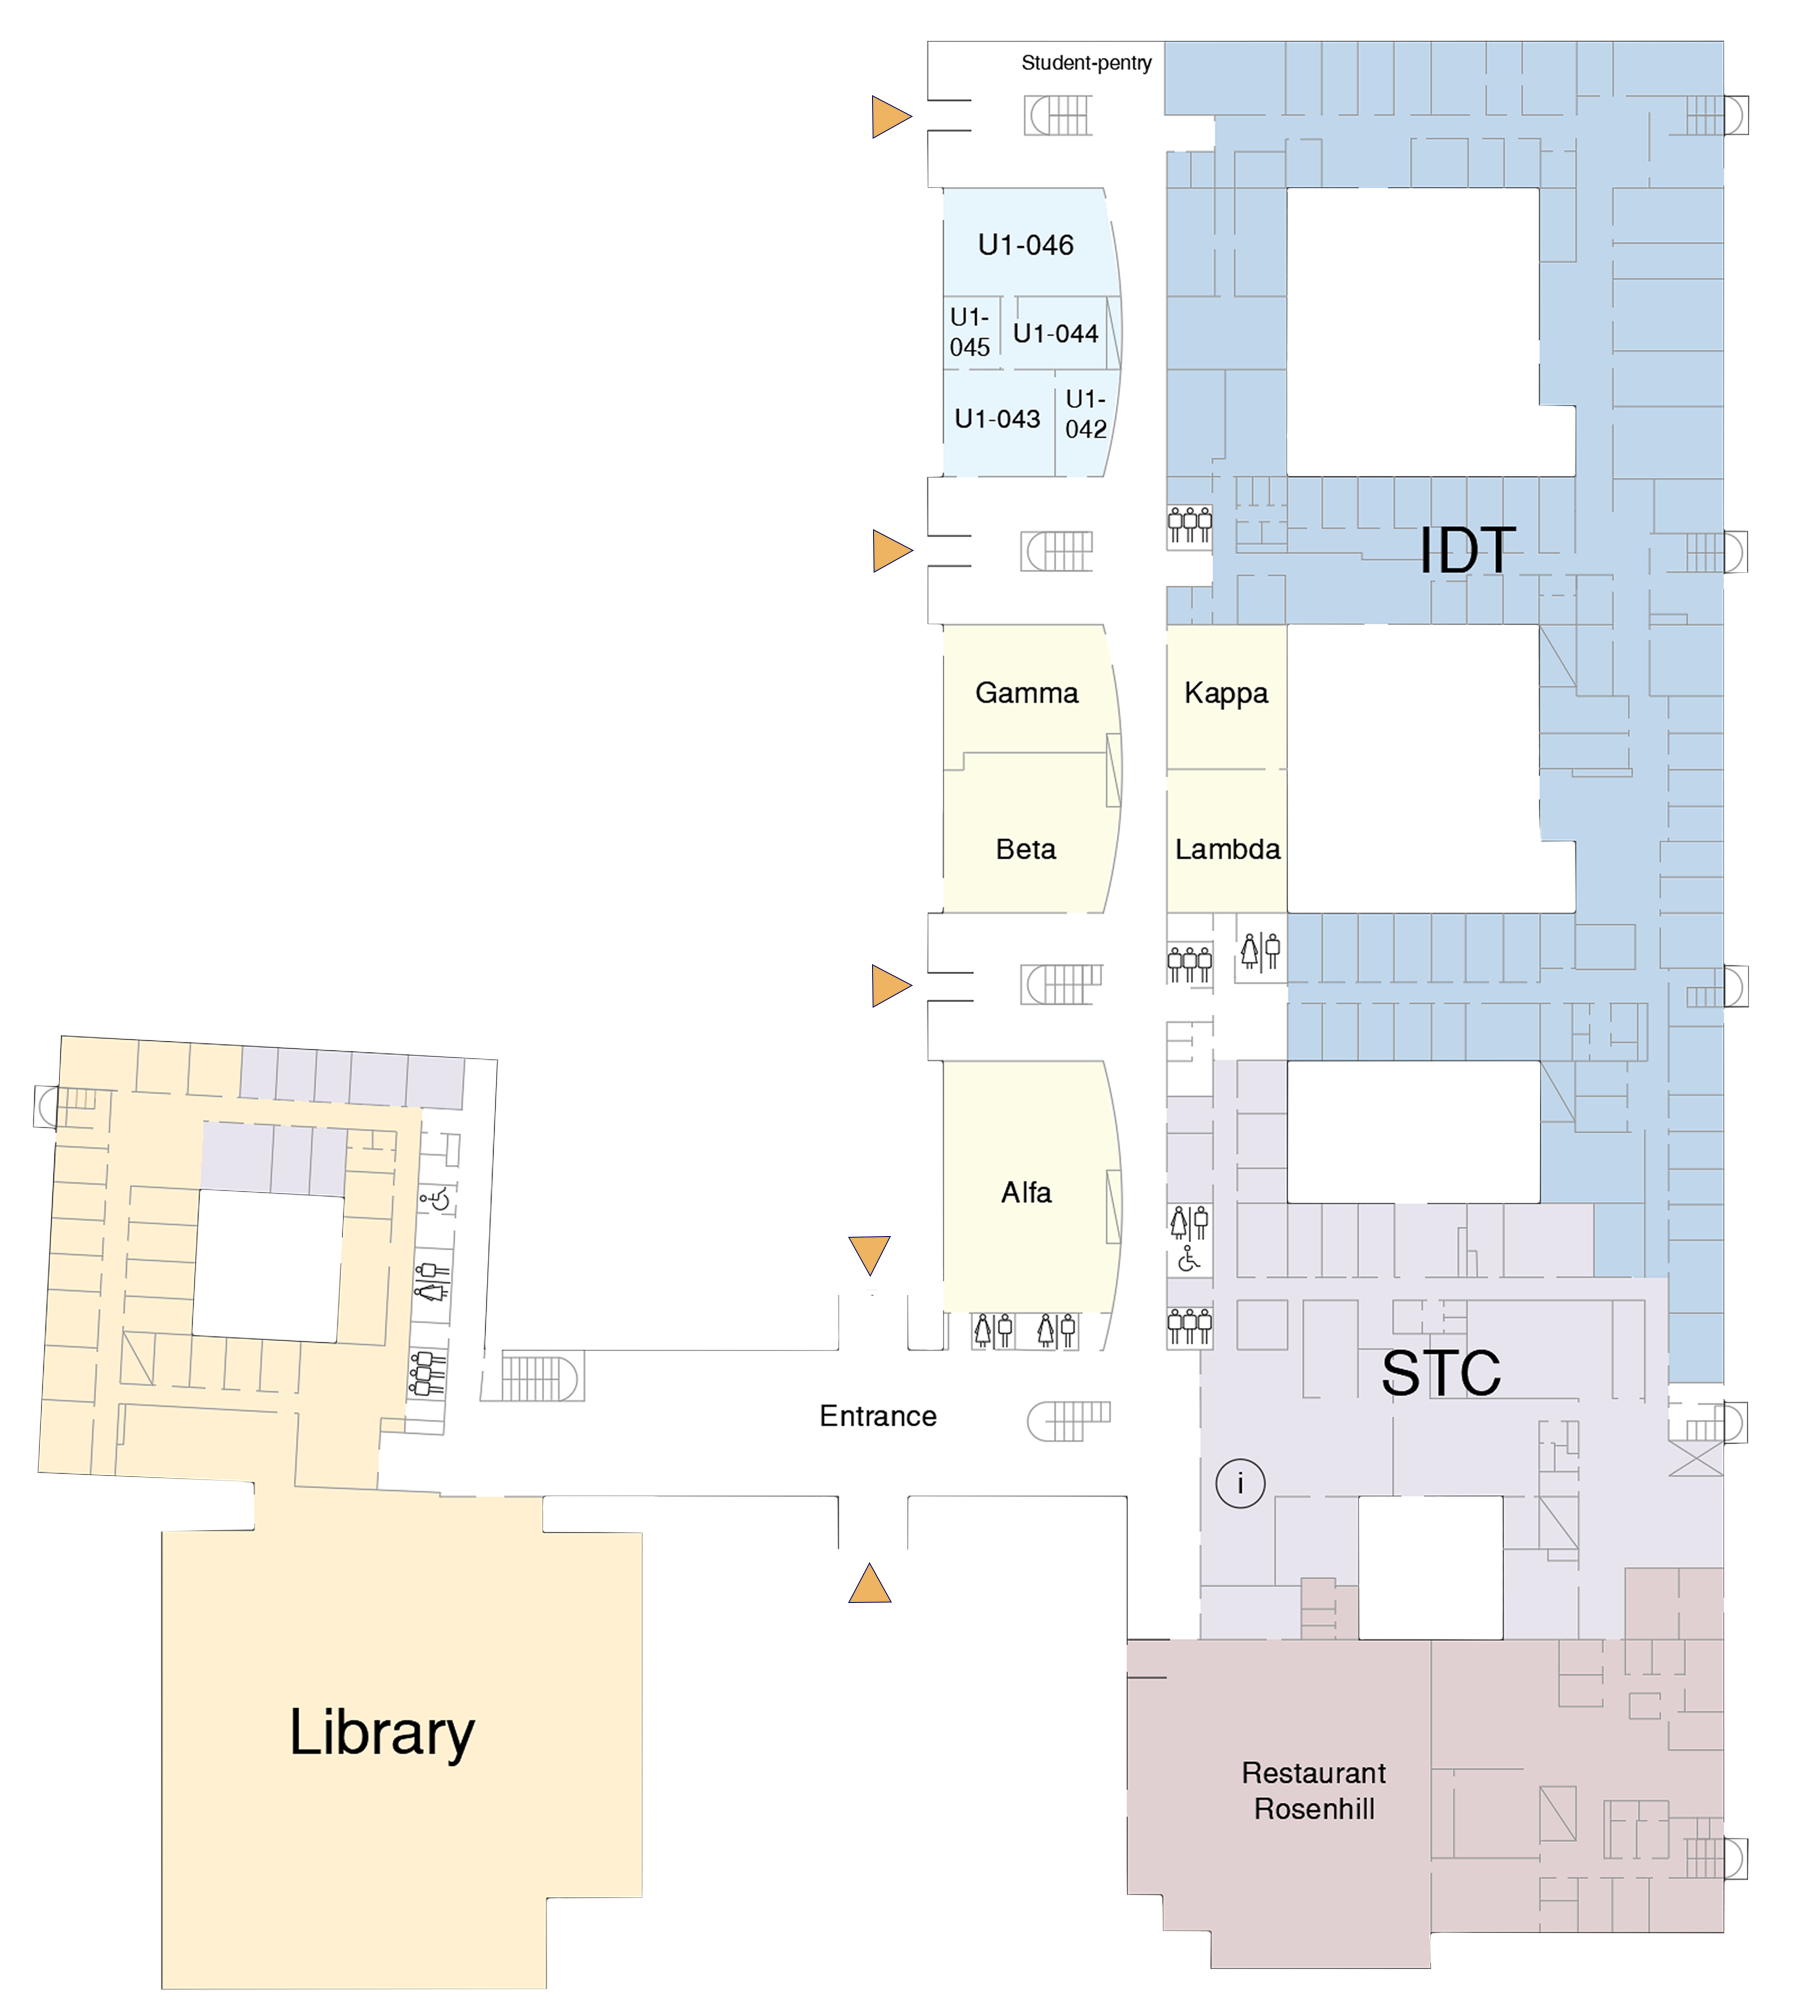 Student-pentry
U1-046
U1-
045
U1-044
U1-043
U1-
042
IDT
Gamma
Kappa
Beta
Lambda
Alfa
STC
Entrance
i
Library
Restaurant
Rosenhill